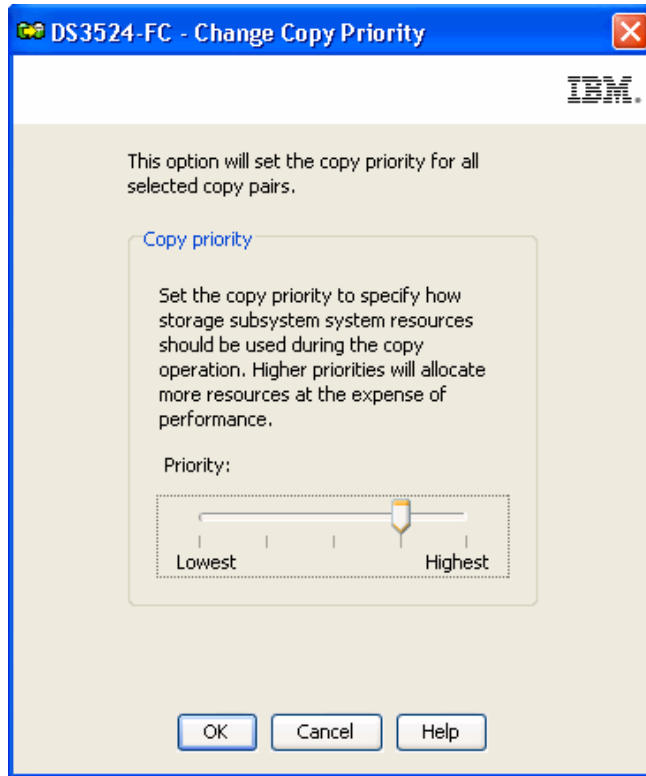 DS3524-FC - Change Copy Priority
IBM.
This option will set the copy priority for all
selected copy pairs.
Copy priority
Set the copy priority to specify how
storage subsystem system resources
should be used during the copy
operation. Higher priorities will allocate
more resources at the expense of
performance.
Priority:
Lowest Highest
OK Cancel Help